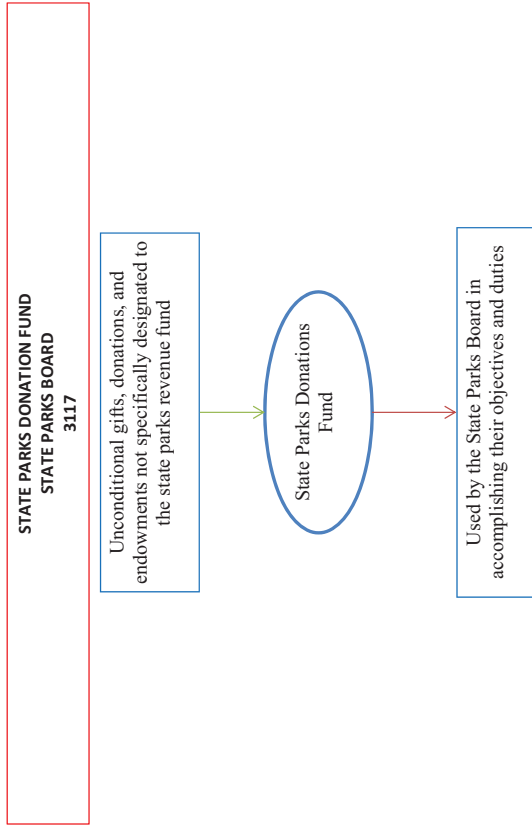 STATE PARKS DONATION FUND
STATE PARKS BOARD
3117
Unconditional gifts, donations, and
endowments not specifically designated to
the state parks revenue fund
State Parks Donations
Fund
Used by the State Parks Board in
accomplishing their objectives and duties